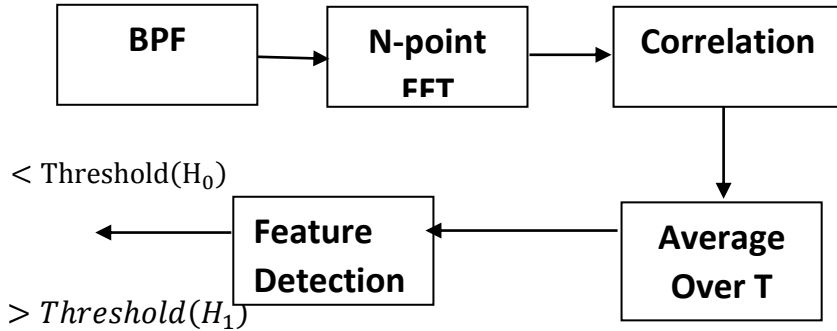 BPF
N-point
FFT
Correlation
< Threshold(H₀)
Feature
Detection
Average
Over T
> Threshold(H₁)